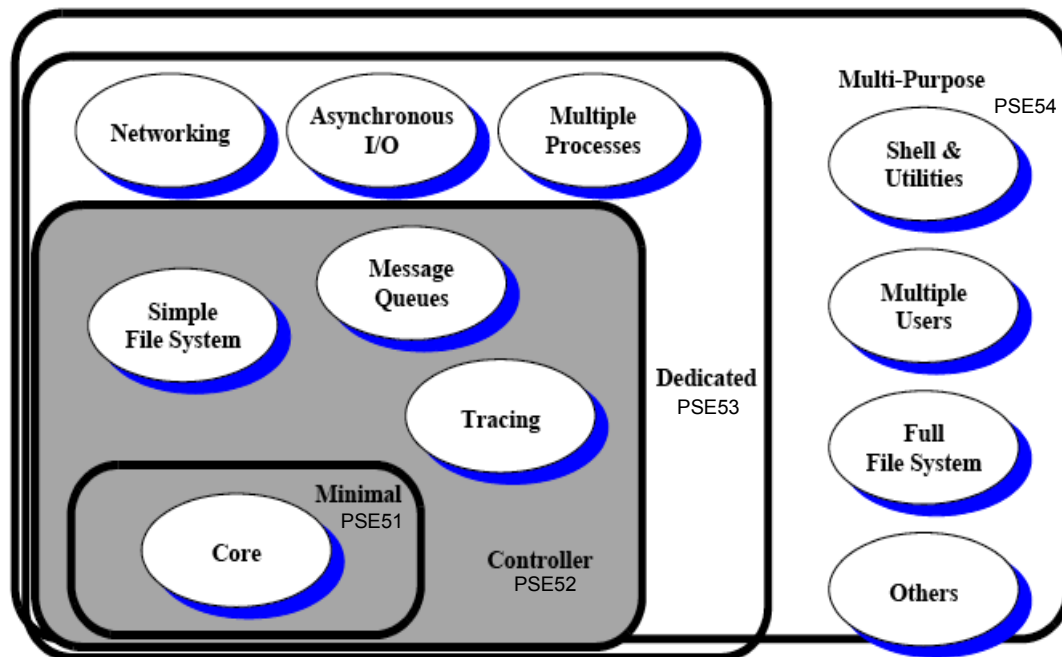 Multi-Purpose
PSE54
Networking
Asynchronous
I/O
Multiple
Processes
Shell &
Utilities
Message
Queues
Simple
File System
Multiple
Users
Dedicated
PSE53
Tracing
Full
File System
Minimal
PSE51
Core
Controller
PSE52
Others